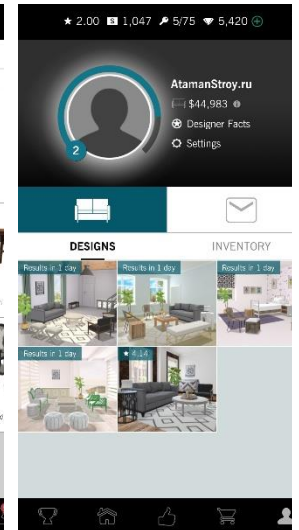 ★ 2.00 $ 1,047 5/75 5,420
AtamanStroy.ru
$44,983
Designer Facts
Settings
2
DESIGNS INVENTORY
Results in 1 day Results in 1 day Results in 1 day
Results in 1 day ★ 4.14